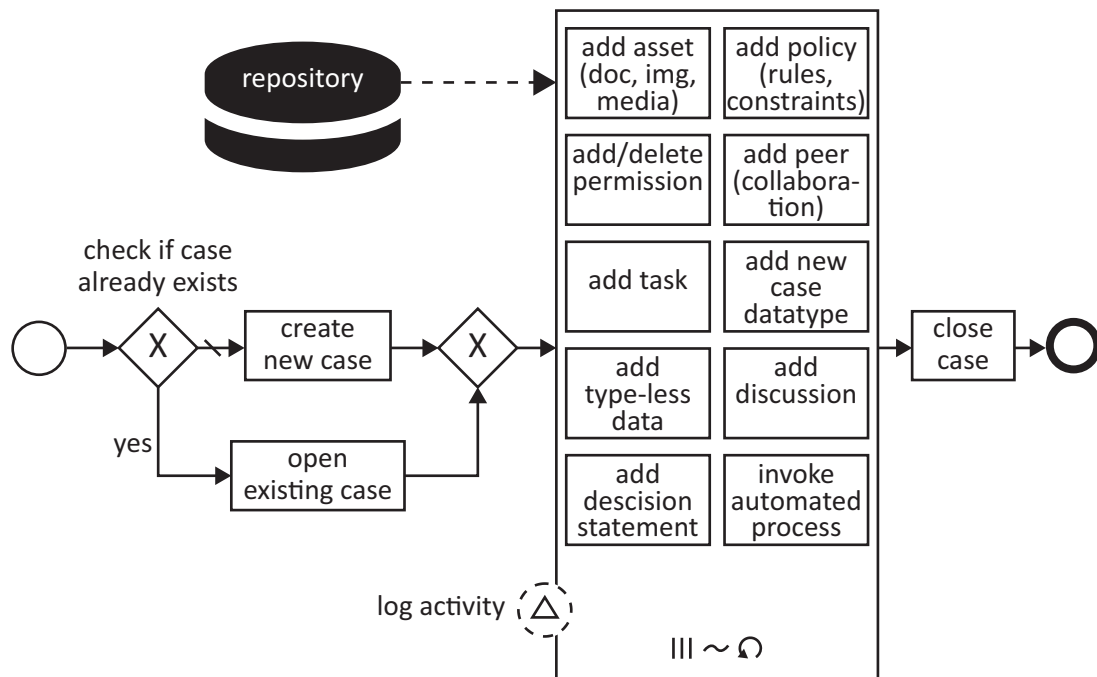 repository
add asset
(doc, img,
media)
add policy
(rules,
constraints)
add/delete
permission
add peer
(collabora-
tion)
check if case
already exists
add task
add new
case
datatype
X
create
new case
X
close
case
yes
open
existing case
add
type-less
data
add
discussion
add
descision
statement
invoke
automated
process
log activity